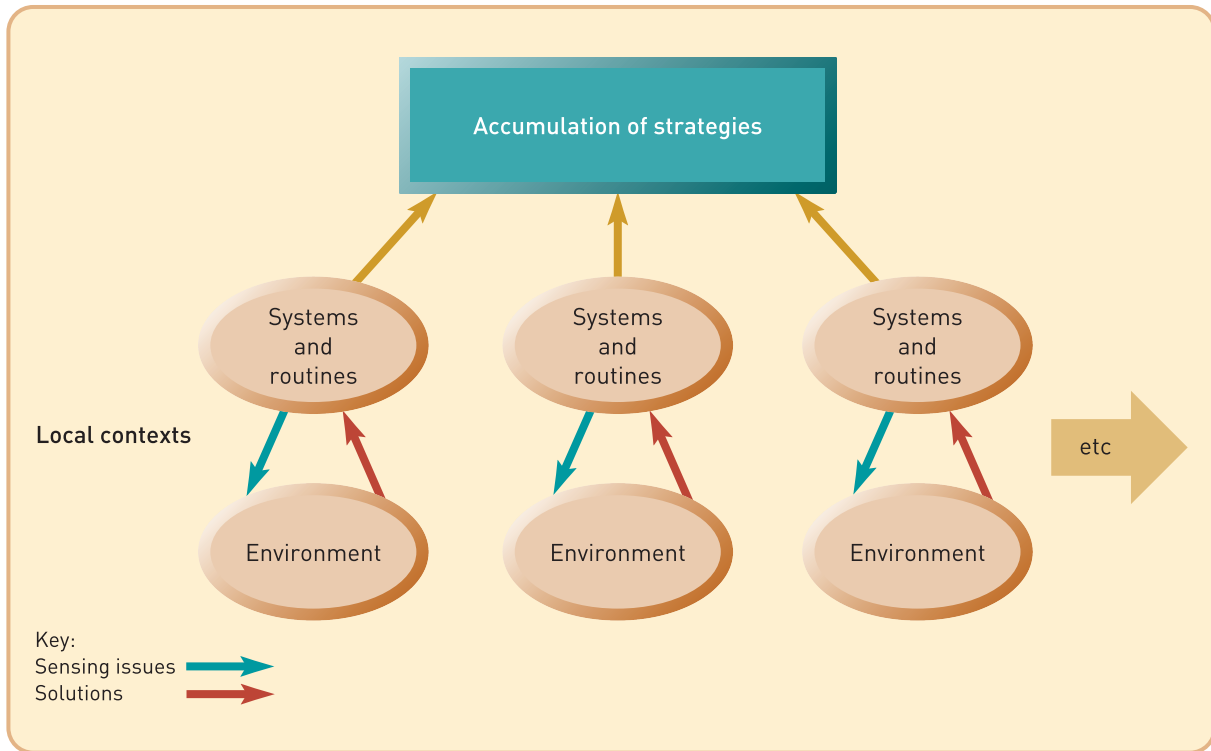 Accumulation of strategies
Systems
and
routines
Systems
and
routines
Systems
and
routines
Local contexts
etc
Environment
Environment
Environment
Key:
Sensing issues
Solutions